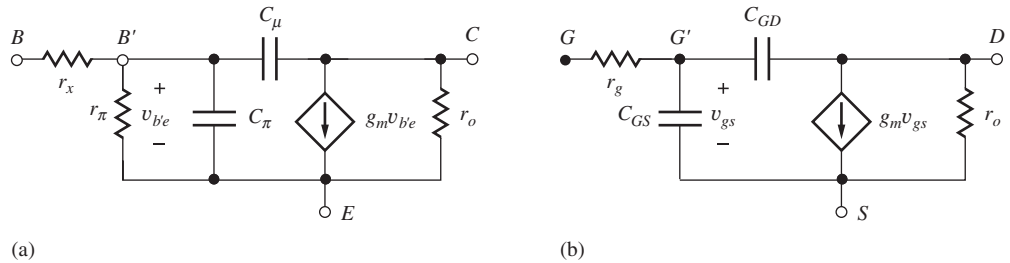 B
r_x
B'
r_π
+
v_b'e
−
C_π
C_μ
g_m v_b'e
r_o
C
E
(a)
G
r_g
G'
C_GS
+
v_gs
−
C_GD
g_m v_gs
r_o
D
S
(b)